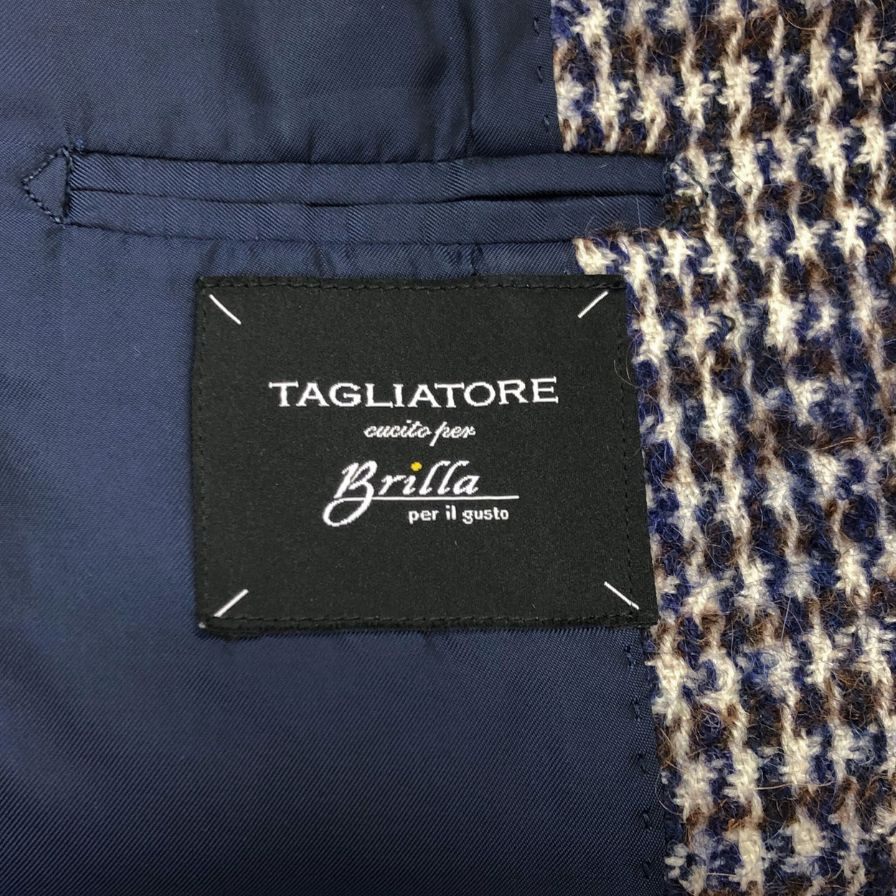 TAGLIATORE
cucito per
Brilla
per il gusto